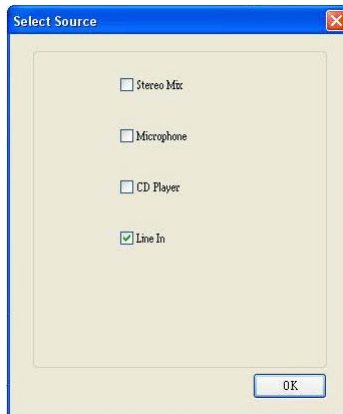 Select Source
Stereo Mix
Microphone
CD Player
Line In
OK